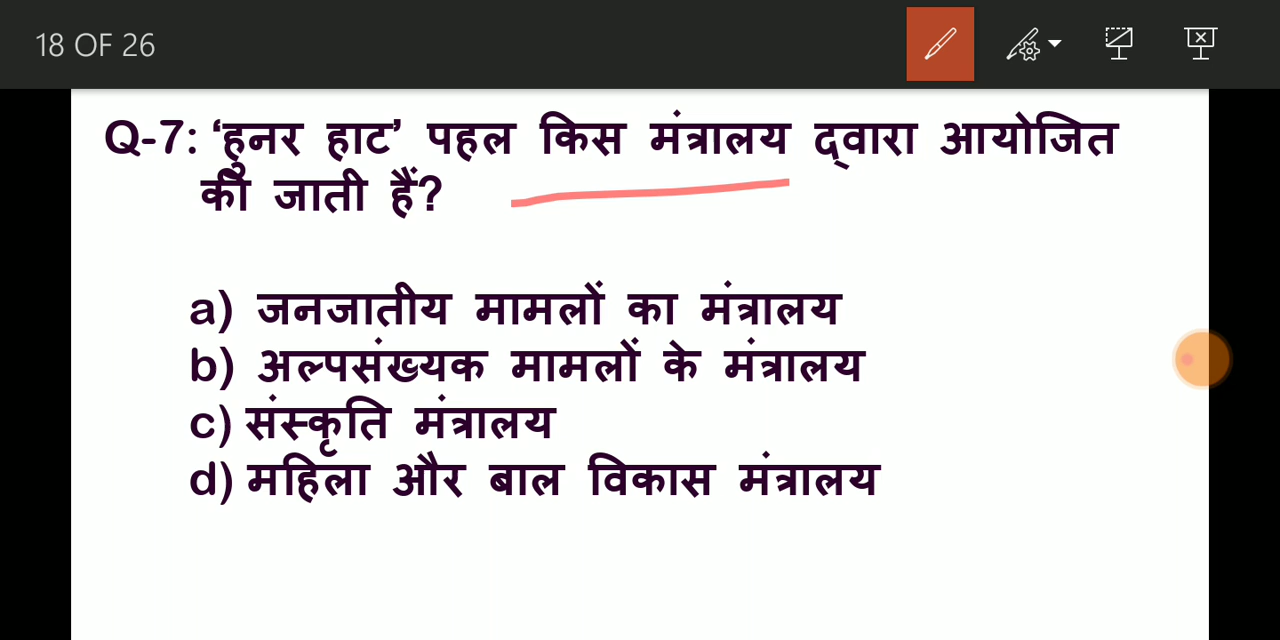 18 OF 26
Q-7: ‘हुनर हाट’ पहल किस मंत्रालय द्वारा आयोजित
की जाती हैं?
a) जनजातीय मामलों का मंत्रालय
b) अल्पसंख्यक मामलों के मंत्रालय
c) संस्कृति मंत्रालय
d) महिला और बाल विकास मंत्रालय